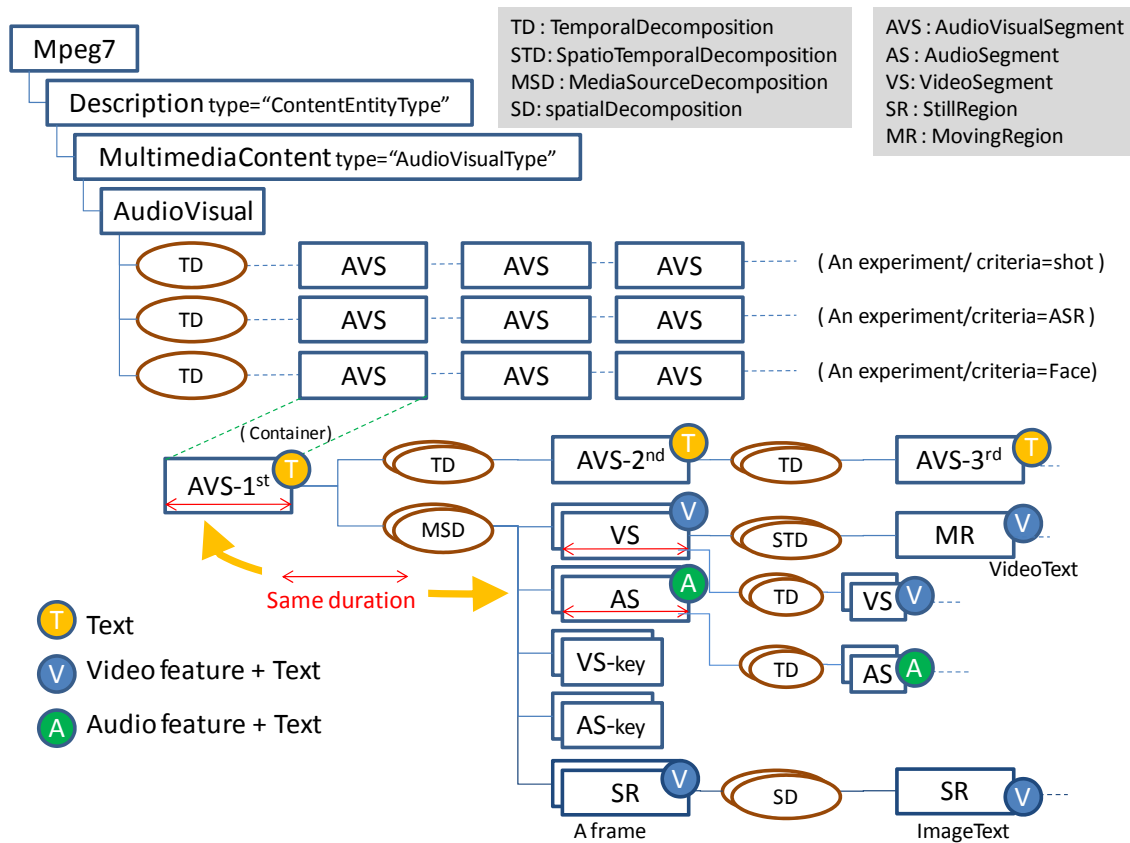 Mpeg7
Description type=“ContentEntityType”
MultimediaContent type=“AudioVisualType”
AudioVisual
TD : TemporalDecomposition
STD: SpatioTemporalDecomposition
MSD : MediaSourceDecomposition
SD: spatialDecomposition
AVS : AudioVisualSegment
AS : AudioSegment
VS: VideoSegment
SR : StillRegion
MR : MovingRegion
TD AVS AVS AVS ( An experiment/ criteria=shot )
TD AVS AVS AVS ( An experiment/criteria=ASR )
TD AVS AVS AVS ( An experiment/criteria=Face)
( Container)
AVS-1st T TD AVS-2nd T TD AVS-3rd T
MSD VS V STD MR V
VideoText
Same duration AS A TD VS V
VS-key TD AS A
AS-key
SR V SD SR V
A frame ImageText
T Text
V Video feature + Text
A Audio feature + Text